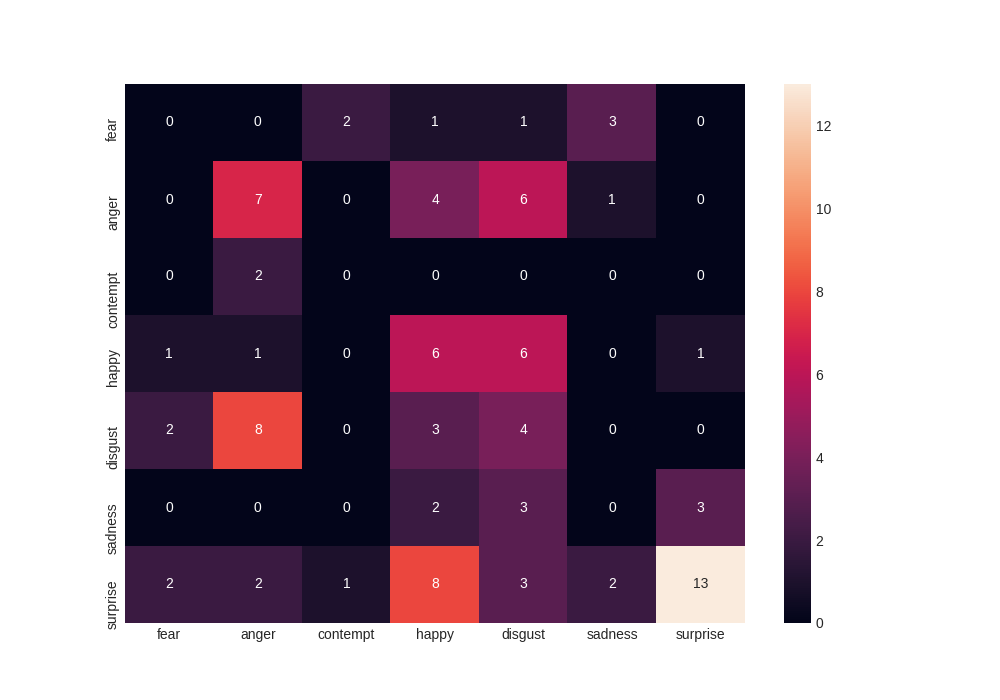 fear 0 0 2 1 1 3 0
anger 0 7 0 4 6 1 0
contempt 0 2 0 0 0 0 0
happy 1 1 0 6 6 0 1
disgust 2 8 0 3 4 0 0
sadness 0 0 0 2 3 0 3
surprise 2 2 1 8 3 2 13
fear anger contempt happy disgust sadness surprise
12
10
8
6
4
2
0